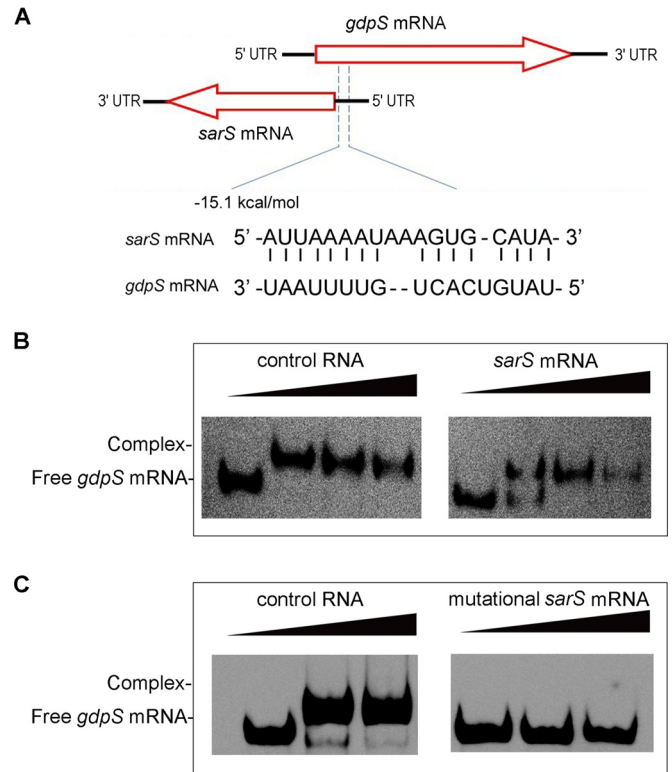 A
gdpS mRNA
5' UTR
3' UTR
3' UTR
5' UTR
sarS mRNA
-15.1 kcal/mol
sarS mRNA 5' -AUUAAAAUAAAGUG - CAUA- 3'
gdpS mRNA 3' -UAAUUUUG - - UCACUGUAU- 5'
B
control RNA
sarS mRNA
Complex-
Free gdpS mRNA-
C
control RNA
mutational sarS mRNA
Complex-
Free gdpS mRNA-